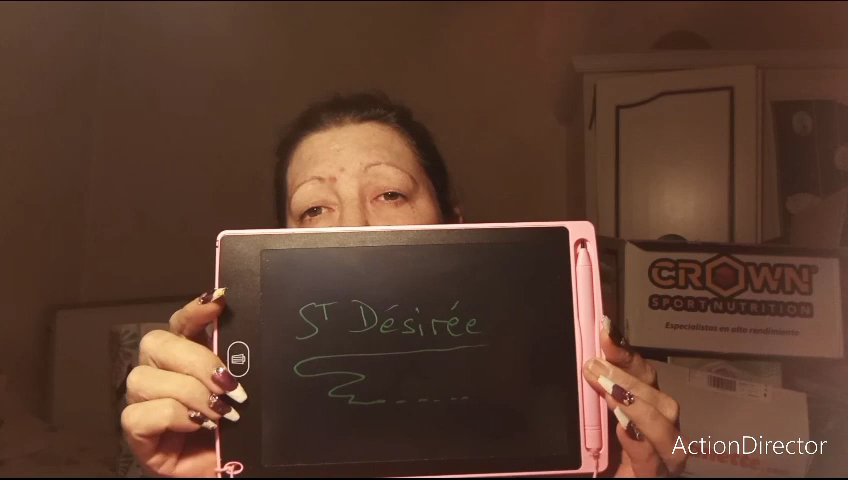 ST Désirée
CROWN
SPORT NUTRITION
Especialistas en alto rendimiento
ActionDirector